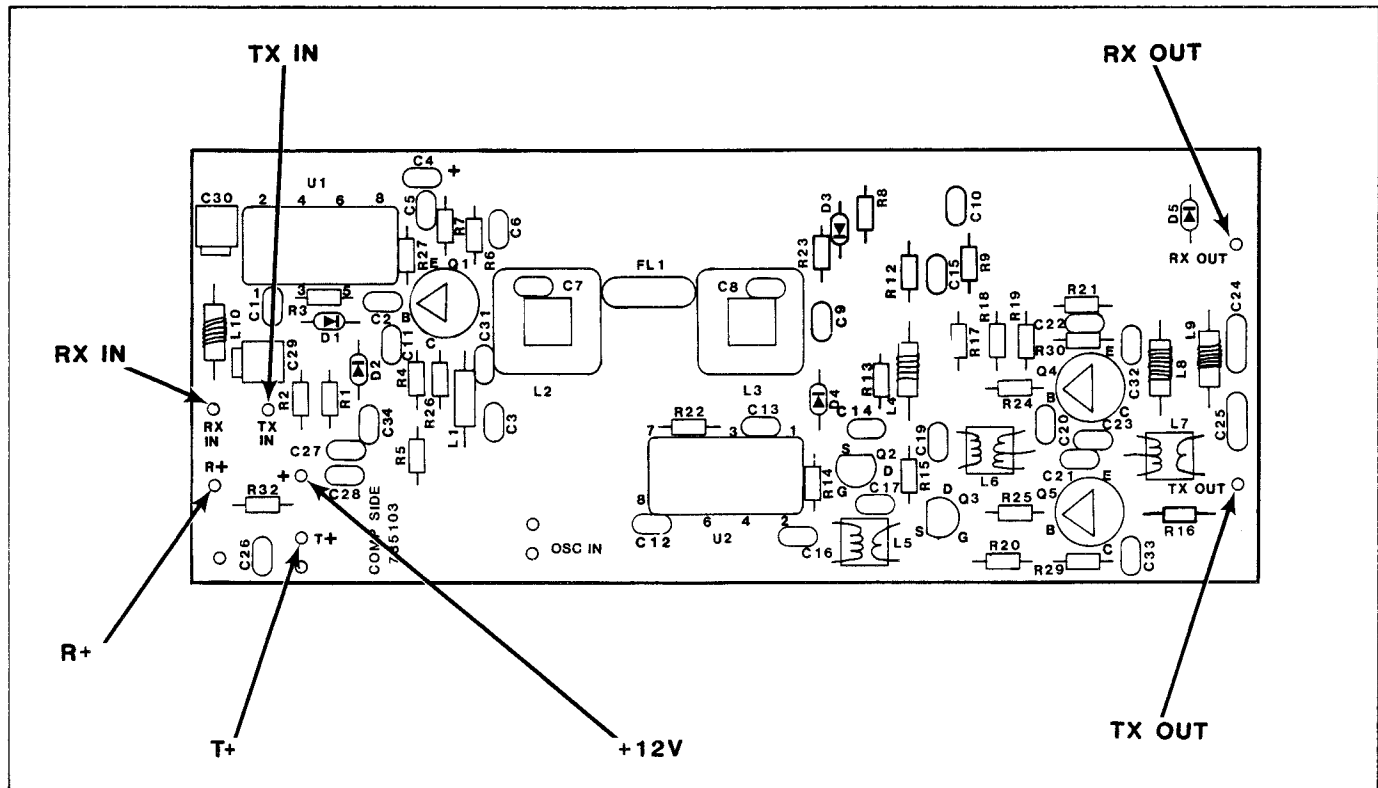 TX IN
RX OUT
C4
+
U1
C30
2 4 6 8
C5
R7
R6
C6
R27
E Q1
B
C
D3
R8
C10
D5
RX OUT
R23
FL1
C7
C8
R12
C15
R9
C1
1 3 5
R3
C2
D1
L10
C29
C11
C31
C9
R17
R18
R19
R21
C22
R30
E
C32
L9
C24
RX IN
D2
R4
R26
L1
C3
L2
L3
D4
R13
L4
Q4
B
C
R24
L8
R2
R1
RX IN
TX IN
C34
C27
C28
R5
R22
7 3 1
C13
C14
C19
C20
C23
L7
C25
R+
+
R32
S
Q2
D
G
R15
R14
C17
L6
C21
E
TX OUT
Q5
B
C
R25
R16
D
Q3
S
G
8
6 4 2
U2
C12
C16
L5
R20
R29
C33
T+
C26
COMP SIDE
765103
OSC IN
R+
T+
+12V
TX OUT